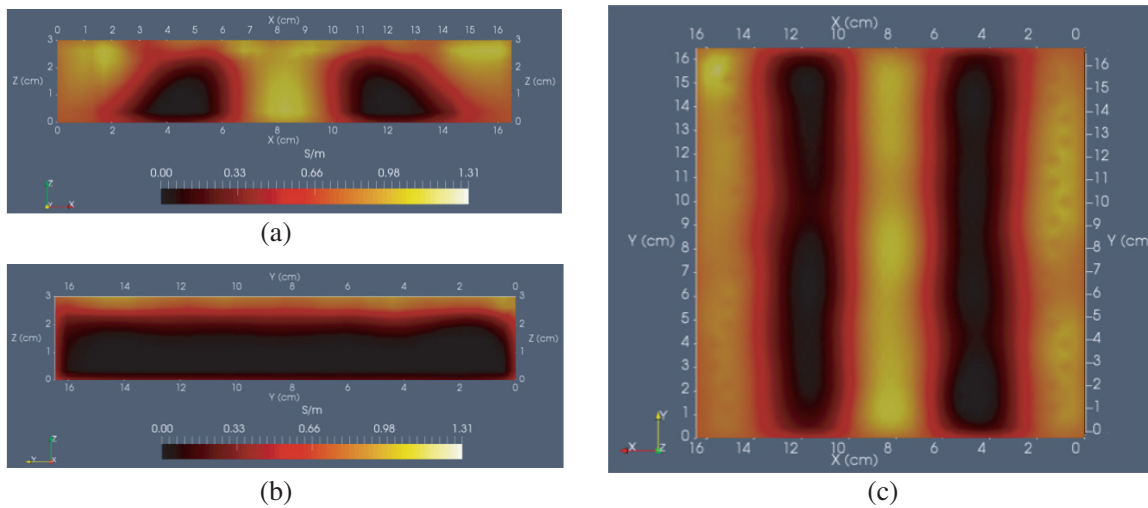 X (cm)
0 1 2 3 4 5 6 7 8 9 10 11 12 13 14 15 16
3 3
2 2
Z (cm) Z (cm)
1 1
0 0
0 2 4 6 8 10 12 14 16
X (cm)
S/m
0.00 0.33 0.66 0.98 1.31
Z
Y X
(a)
Y (cm)
16 14 12 10 8 6 4 2 0
3 3
2 2
Z (cm) Z (cm)
1 1
0 0
16 14 12 10 8 6 4 2 0
Y (cm)
S/m
0.00 0.33 0.66 0.98 1.31
Z
Y X
(b)
X (cm)
16 14 12 10 8 6 4 2 0
16 16
15 15
14 14
13 13
12 12
11 11
10 10
9 9
Y (cm) Y (cm)
8 8
7 7
6 6
5 5
4 4
3 3
2 2
1 1
0 0
16 14 12 10 8 6 4 2 0
X (cm)
Y
X Z
(c)